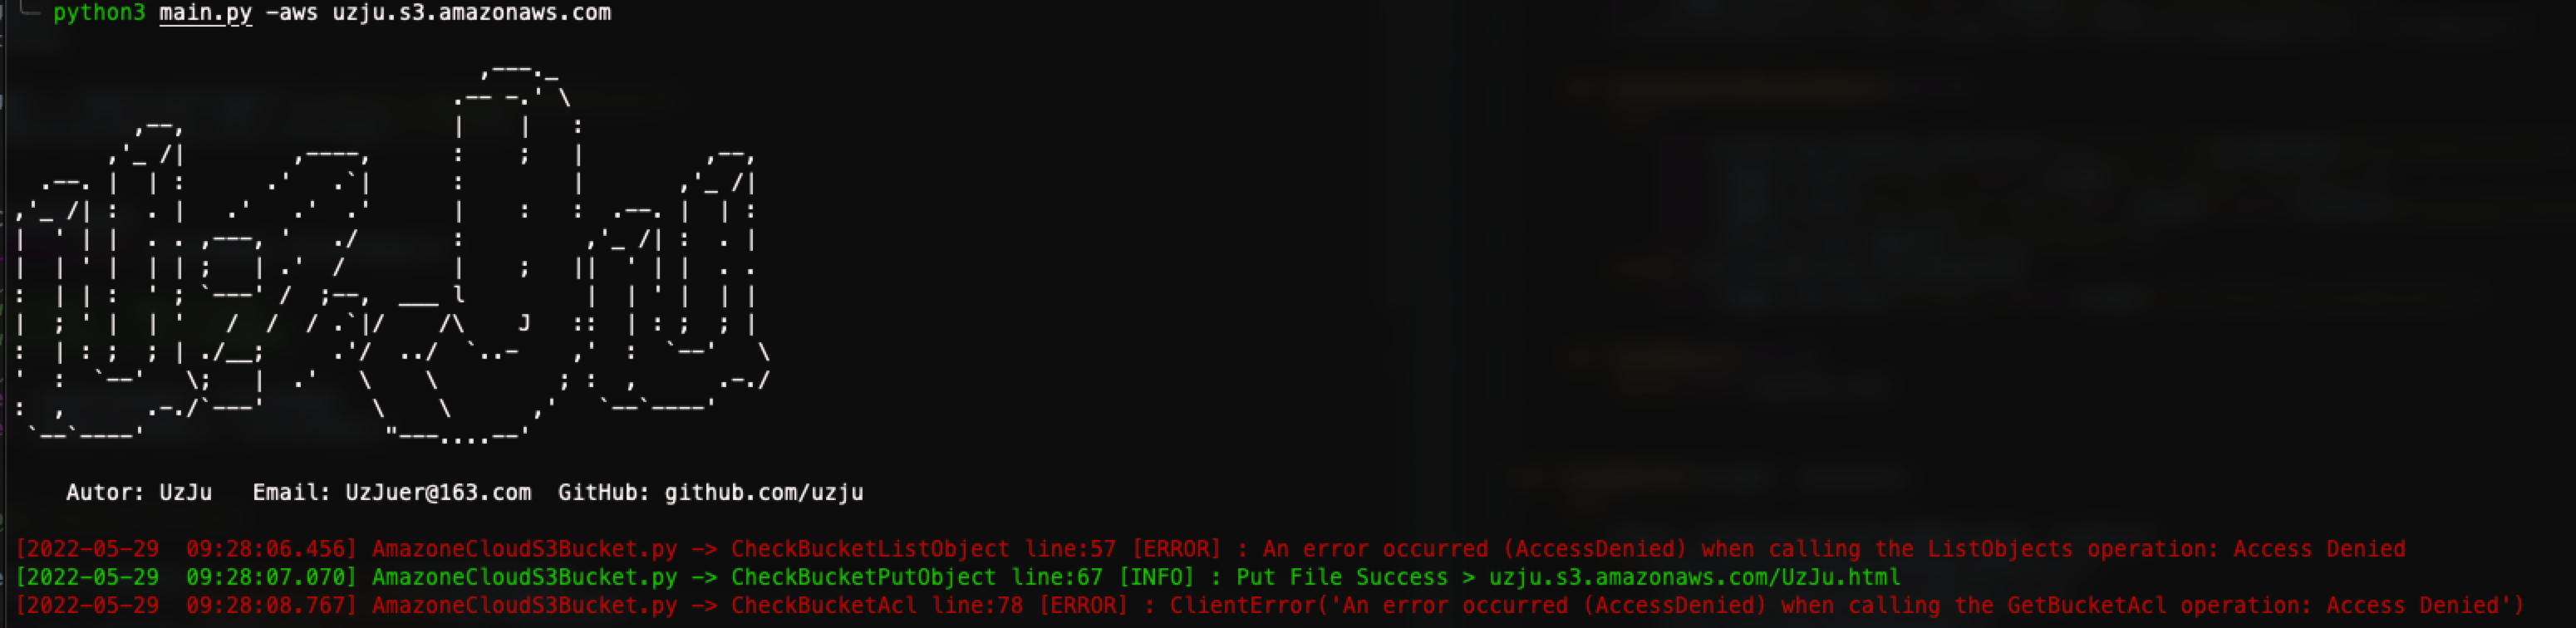 python3 main.py -aws uzju.s3.amazonaws.com
Autor: UzJu   Email: UzJuer@163.com  GitHub: github.com/uzju
[2022-05-29  09:28:06.456] AmazoneCloudS3Bucket.py -> CheckBucketListObject line:57 [ERROR] : An error occurred (AccessDenied) when calling the ListObjects operation: Access Denied
[2022-05-29  09:28:07.070] AmazoneCloudS3Bucket.py -> CheckBucketPutObject line:67 [INFO] : Put File Success > uzju.s3.amazonaws.com/UzJu.html
[2022-05-29  09:28:08.767] AmazoneCloudS3Bucket.py -> CheckBucketAcl line:78 [ERROR] : ClientError('An error occurred (AccessDenied) when calling the GetBucketAcl operation: Access Denied')